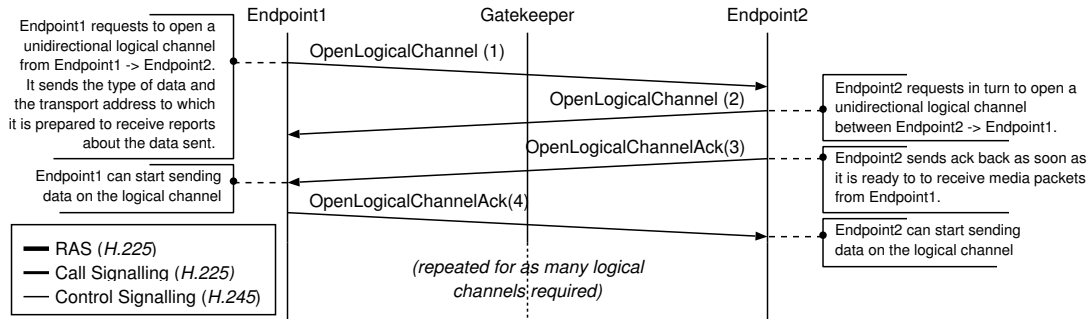 Endpoint1
Gatekeeper
Endpoint2
Endpoint1 requests to open a
unidirectional logical channel
from Endpoint1 -> Endpoint2.
It sends the type of data and
the transport address to which
it is prepared to receive reports
about the data sent.
OpenLogicalChannel (1)
OpenLogicalChannel (2)
Endpoint2 requests in turn to open a
unidirectional logical channel
between Endpoint2 -> Endpoint1.
OpenLogicalChannelAck(3)
Endpoint2 sends ack back as soon as
it is ready to to receive media packets
from Endpoint1.
Endpoint1 can start sending
data on the logical channel
OpenLogicalChannelAck(4)
Endpoint2 can start sending
data on the logical channel
RAS (H.225)
Call Signalling (H.225)
Control Signalling (H.245)
(repeated for as many logical
channels required)